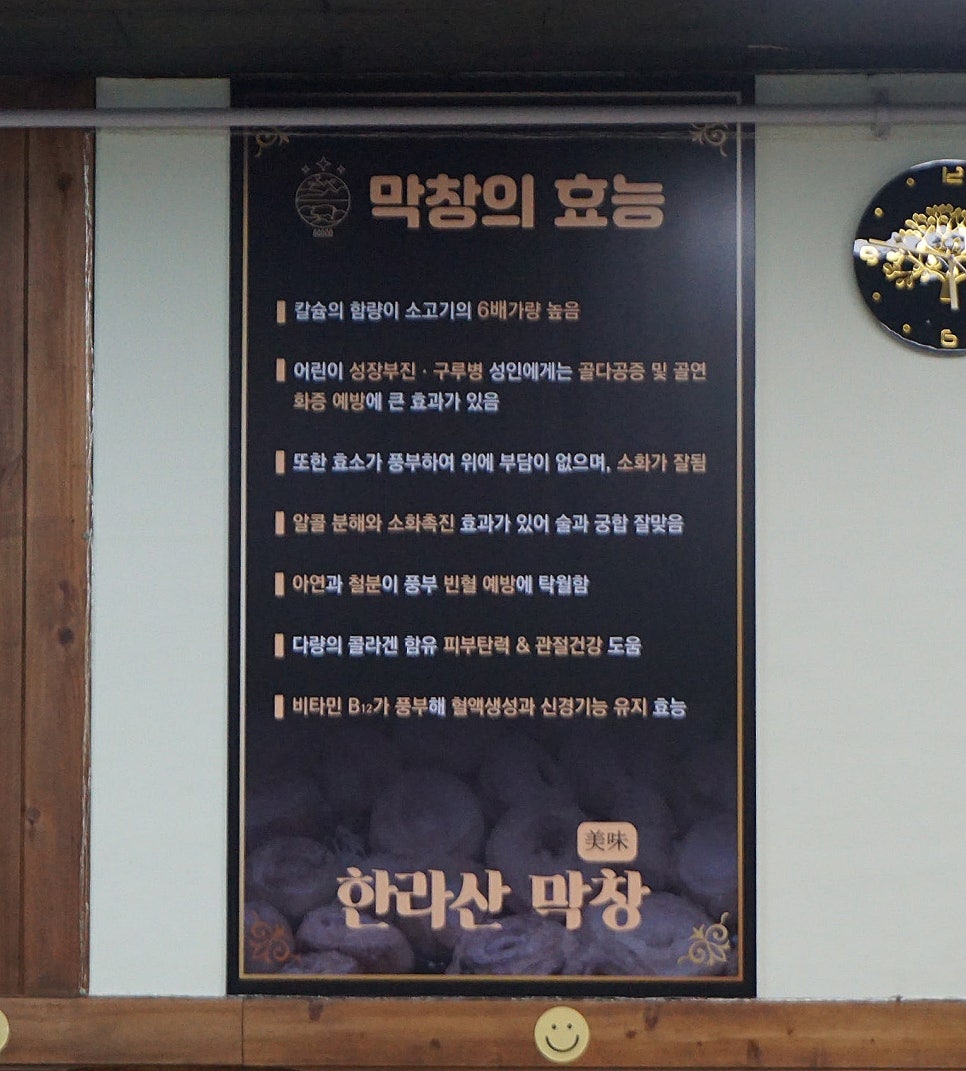 막창의 효능
칼슘의 함량이 소고기의 6배가량 높음
어린이 성장부진 · 구루병 성인에게는 골다공증 및 골연
화증 예방에 큰 효과가 있음
또한 효소가 풍부하여 위에 부담이 없으며, 소화가 잘됨
알콜 분해와 소화촉진 효과가 있어 술과 궁합 잘맞음
아연과 철분이 풍부 빈혈 예방에 탁월함
다량의 콜라겐 함유 피부탄력 & 관절건강 도움
비타민 B12가 풍부해 혈액생성과 신경기능 유지 효능
美味
한라산 막창
12
9
6